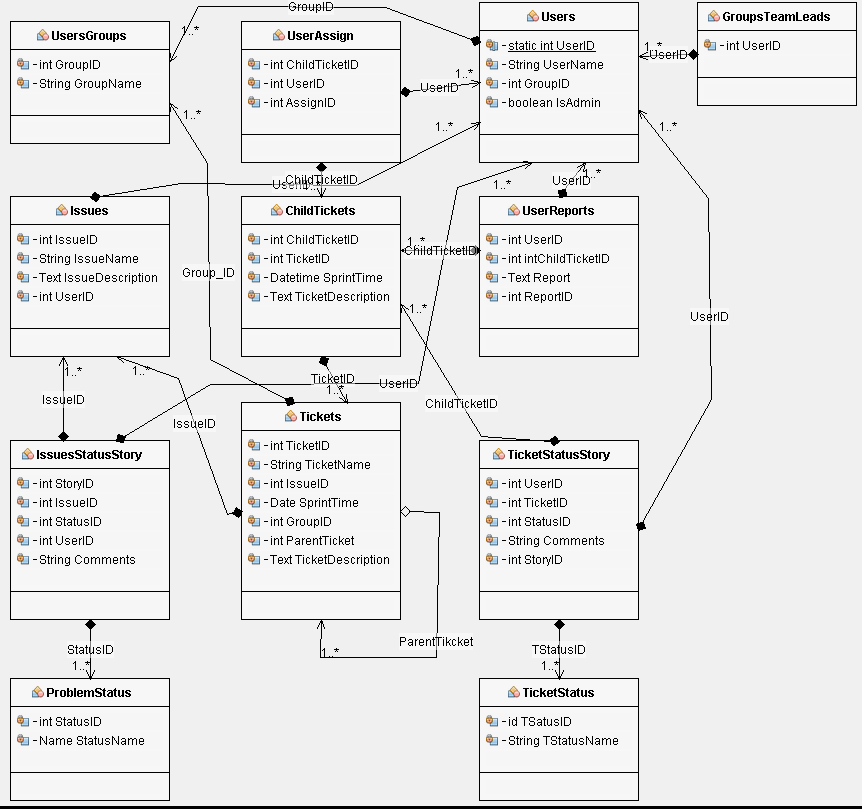 GroupID
1..*
UsersGroups
-int GroupID
-String GroupName
1..*
UserAssign
-int ChildTicketID
-int UserID
-int AssignID
UserID
1..*
Users
-static int UserID
-String UserName
-int GroupID
-boolean IsAdmin
1..*
UserID
GroupsTeamLeads
-int UserID
1..*
1..*
ChildTicketID
UserID
1..*
1..*
UserID
1..*
Issues
-int IssueID
-String IssueName
-Text IssueDescription
-int UserID
Group_ID
ChildTickets
-int ChildTicketID
-int TicketID
-Datetime SprintTime
-Text TicketDescription
1..*
ChildTicketID
1..*
UserReports
-int UserID
-int intChildTicketID
-Text Report
-int ReportID
UserID
1..*
IssueID
1..*
IssueID
TicketID
1..*
UserID
ChildTicketID
IssuesStatusStory
-int StoryID
-int IssueID
-int StatusID
-int UserID
-String Comments
Tickets
-int TicketID
-String TicketName
-int IssueID
-Date SprintTime
-int GroupID
-int ParentTicket
-Text TicketDescription
TicketStatusStory
-int UserID
-int TicketID
-int StatusID
-String Comments
-int StoryID
ParentTikcket
1..*
StatusID
1..*
TStatusID
1..*
ProblemStatus
-int StatusID
-Name StatusName
TicketStatus
-id TSatusID
-String TStatusName